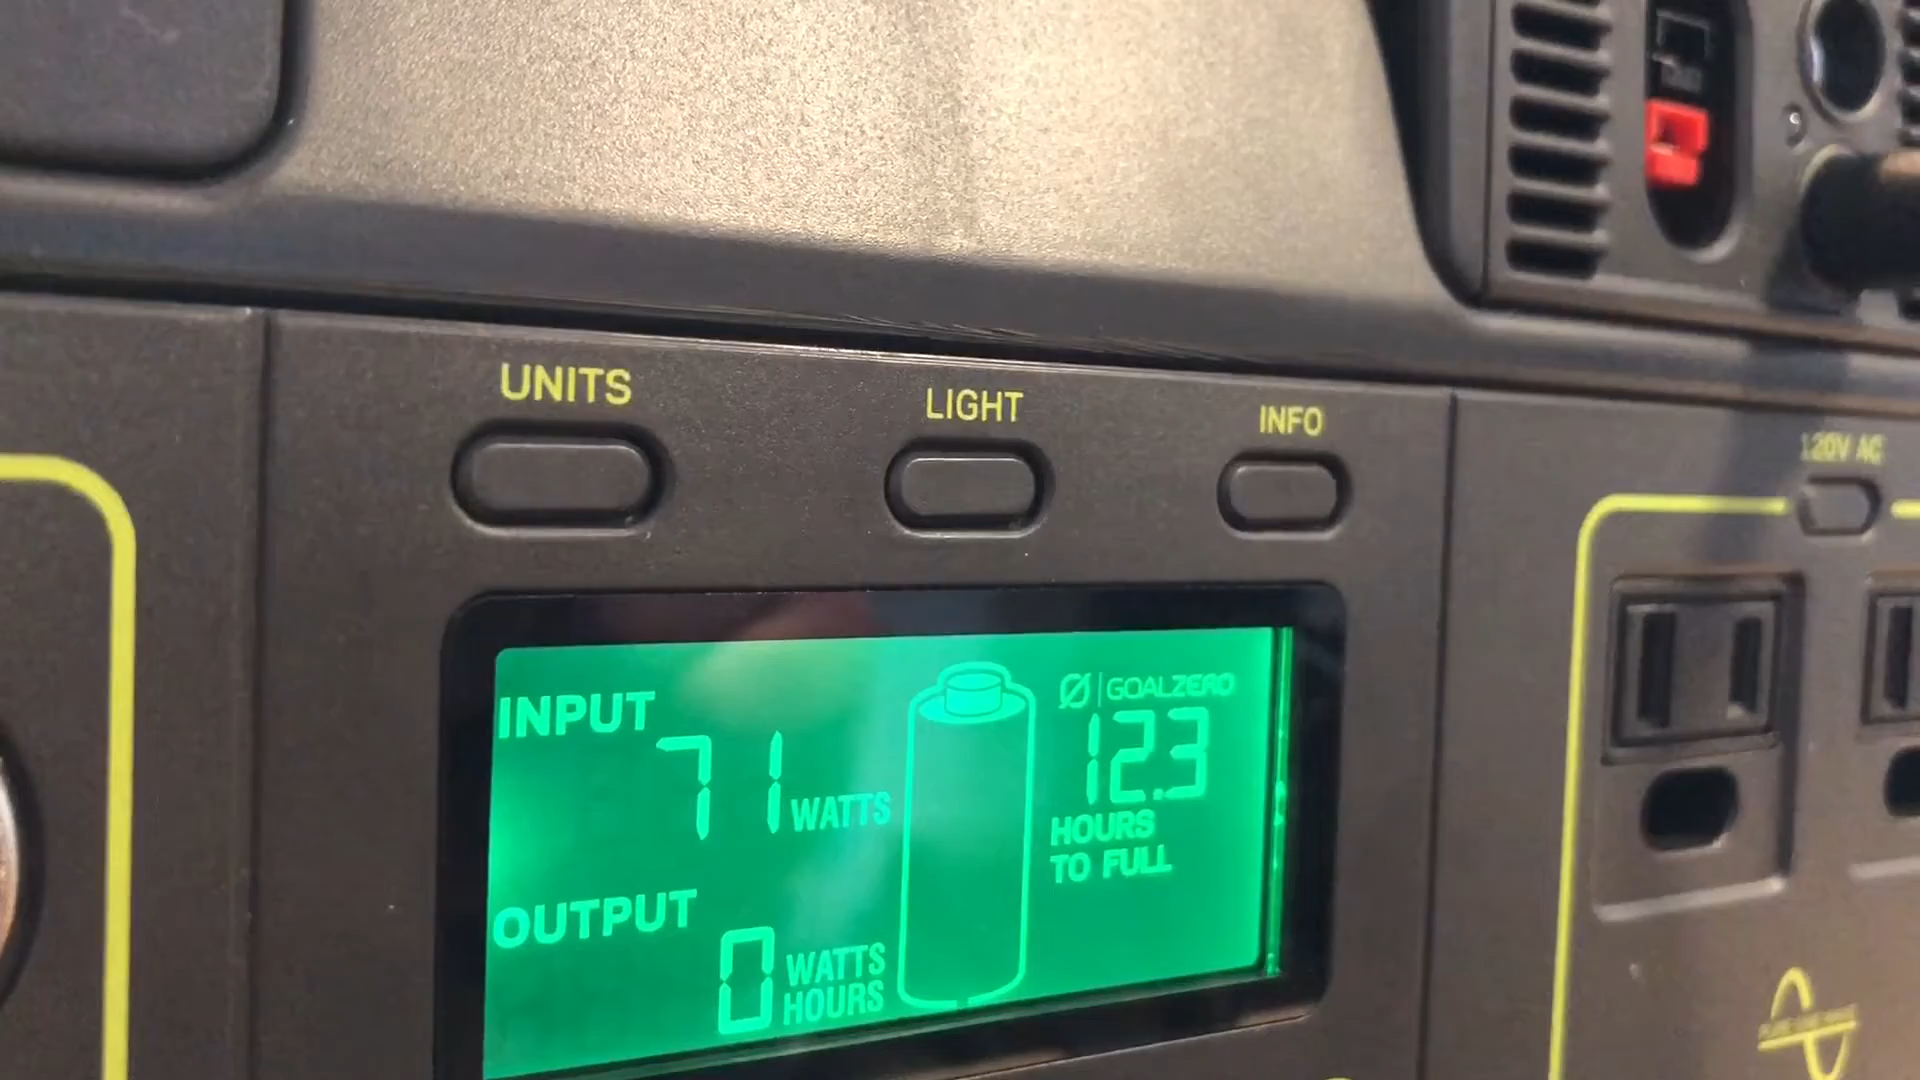 UNITS
LIGHT
INFO
120V AC
INPUT
71 WATTS
OUTPUT
0 WATTS HOURS
GOALZERO
12.3
HOURS
TO FULL